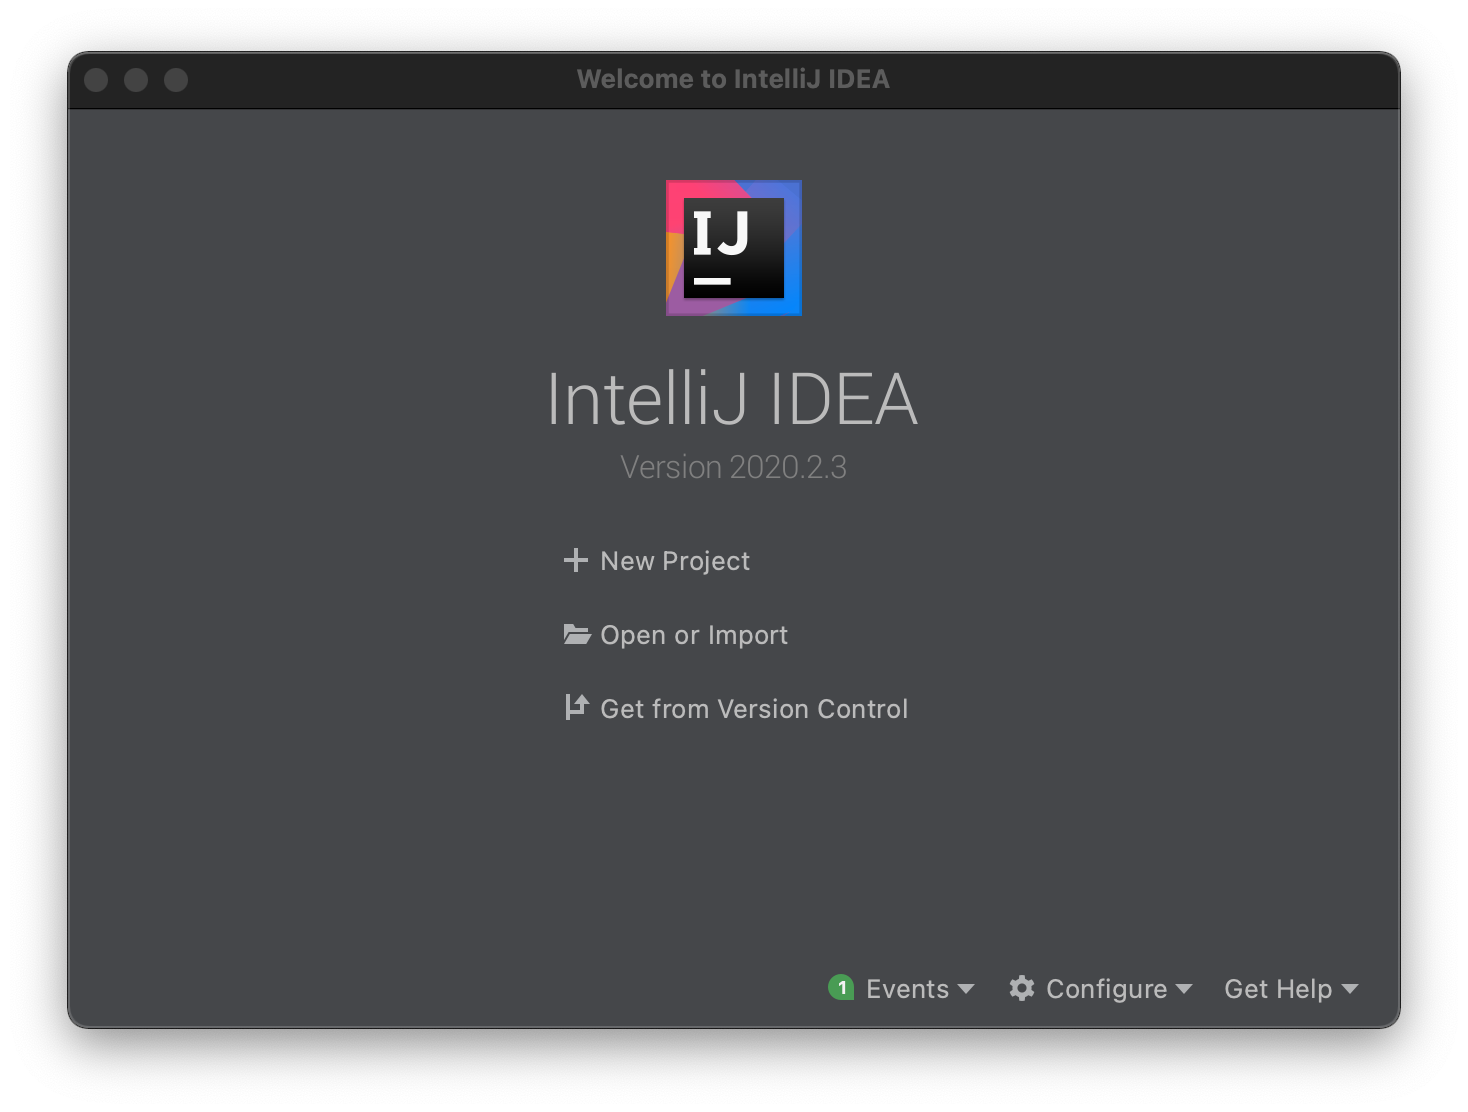 Welcome to IntelliJ IDEA
IJ
IntelliJ IDEA
Version 2020.2.3
New Project
Open or Import
Get from Version Control
1 Events Configure Get Help